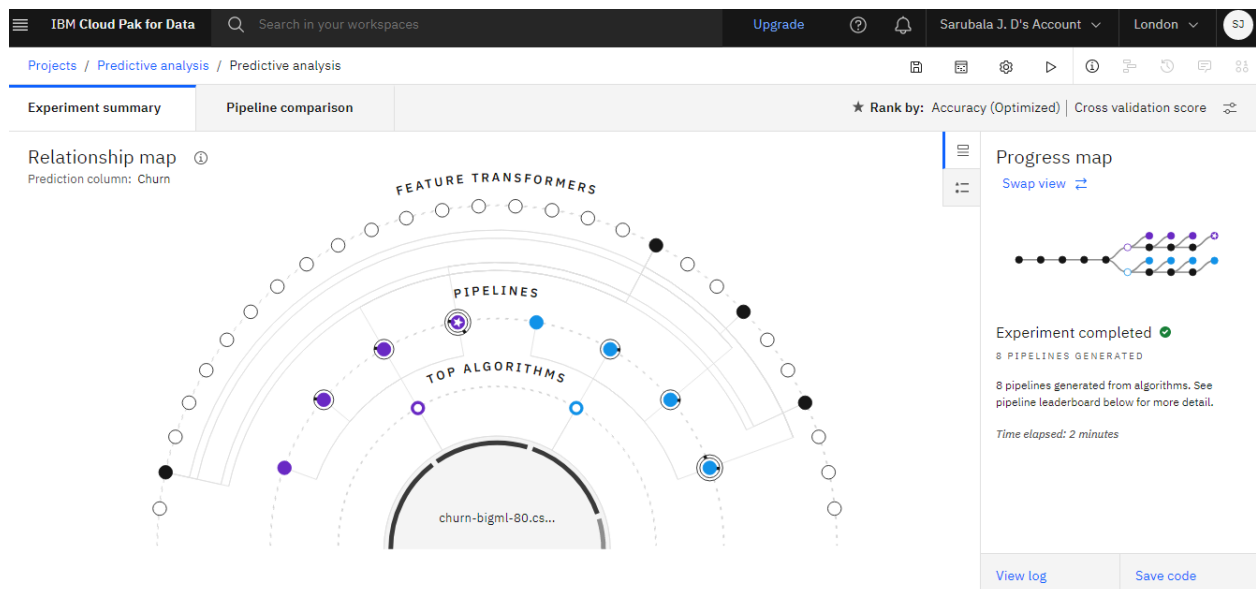 IBM Cloud Pak for Data
Search in your workspaces
Upgrade
Sarubala J. D's Account
London
SJ
Projects / Predictive analysis / Predictive analysis
Experiment summary
Pipeline comparison
Rank by: Accuracy (Optimized) | Cross validation score
Relationship map
Prediction column: Churn
FEATURE TRANSFORMERS
PIPELINES
TOP ALGORITHMS
churn-bigml-80.cs...
Progress map
Swap view
Experiment completed
8 PIPELINES GENERATED
8 pipelines generated from algorithms. See
pipeline leaderboard below for more detail.
Time elapsed: 2 minutes
View log
Save code